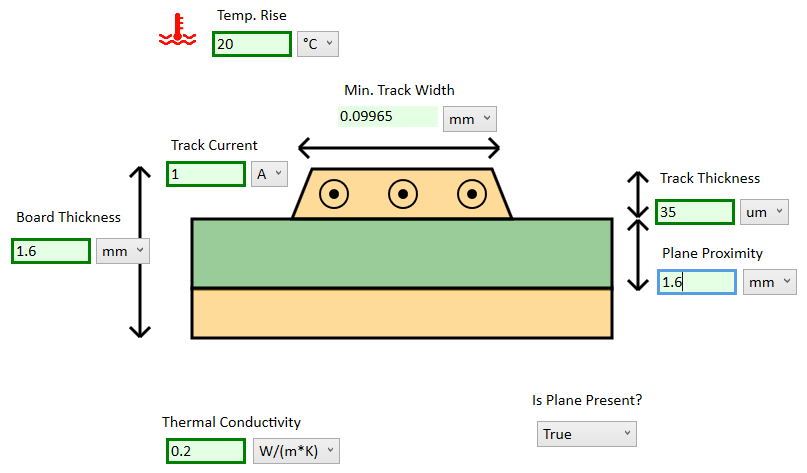 Temp. Rise
20 °C
Min. Track Width
0.09965 mm
Track Current
1 A
Track Thickness
35 um
Board Thickness
1.6 mm
Plane Proximity
1.6 mm
Is Plane Present?
True
Thermal Conductivity
0.2 W/(m*K)